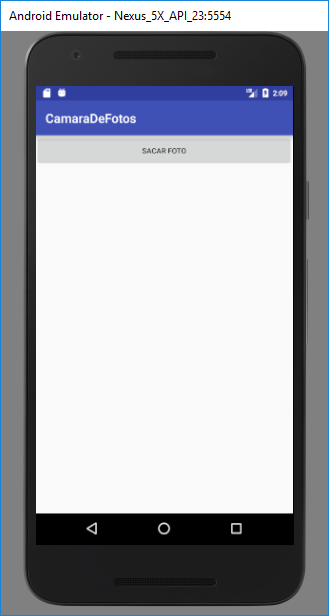 Android Emulator - Nexus_5X_API_23:5554
2:09
CamaraDeFotos
SACAR FOTO